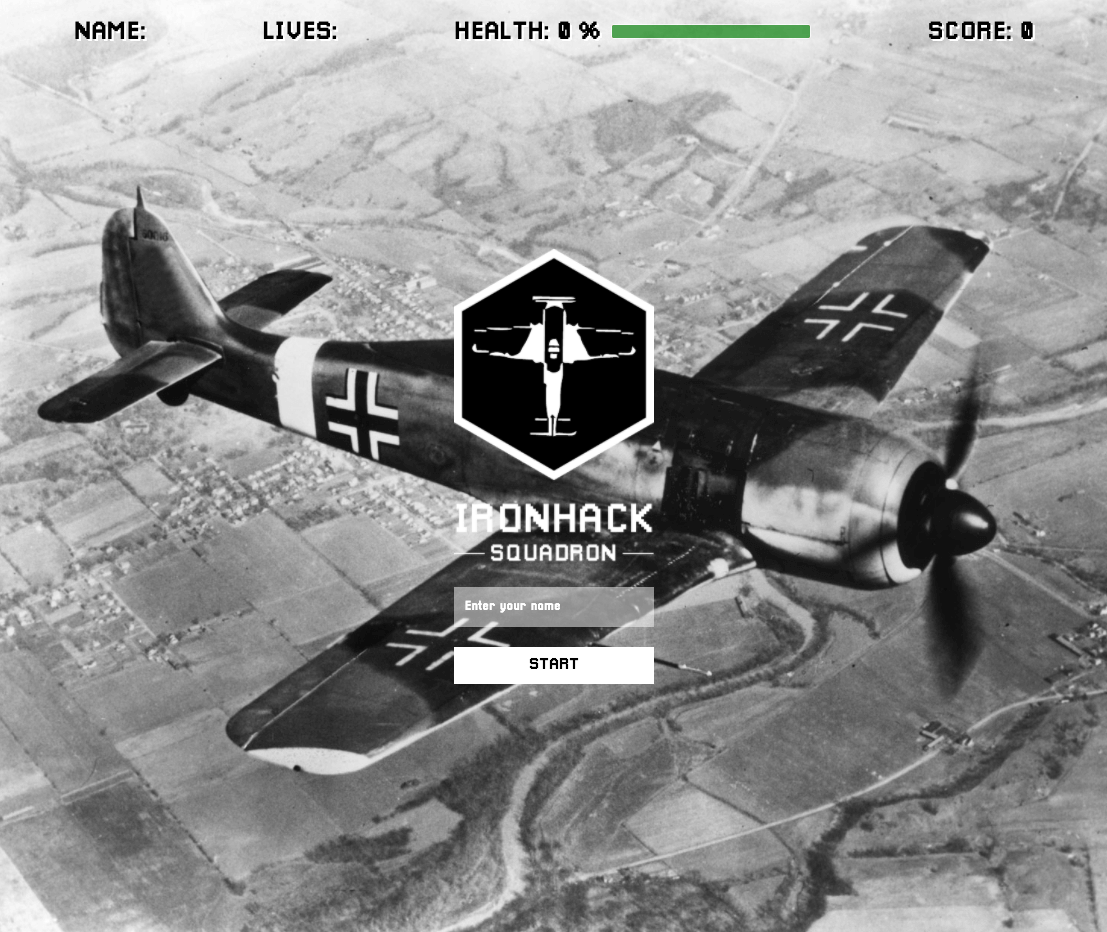 NAME:
LIVES:
HEALTH: 0 %
SCORE: 0
IRONHACK
SQUADRON
Enter your name
START